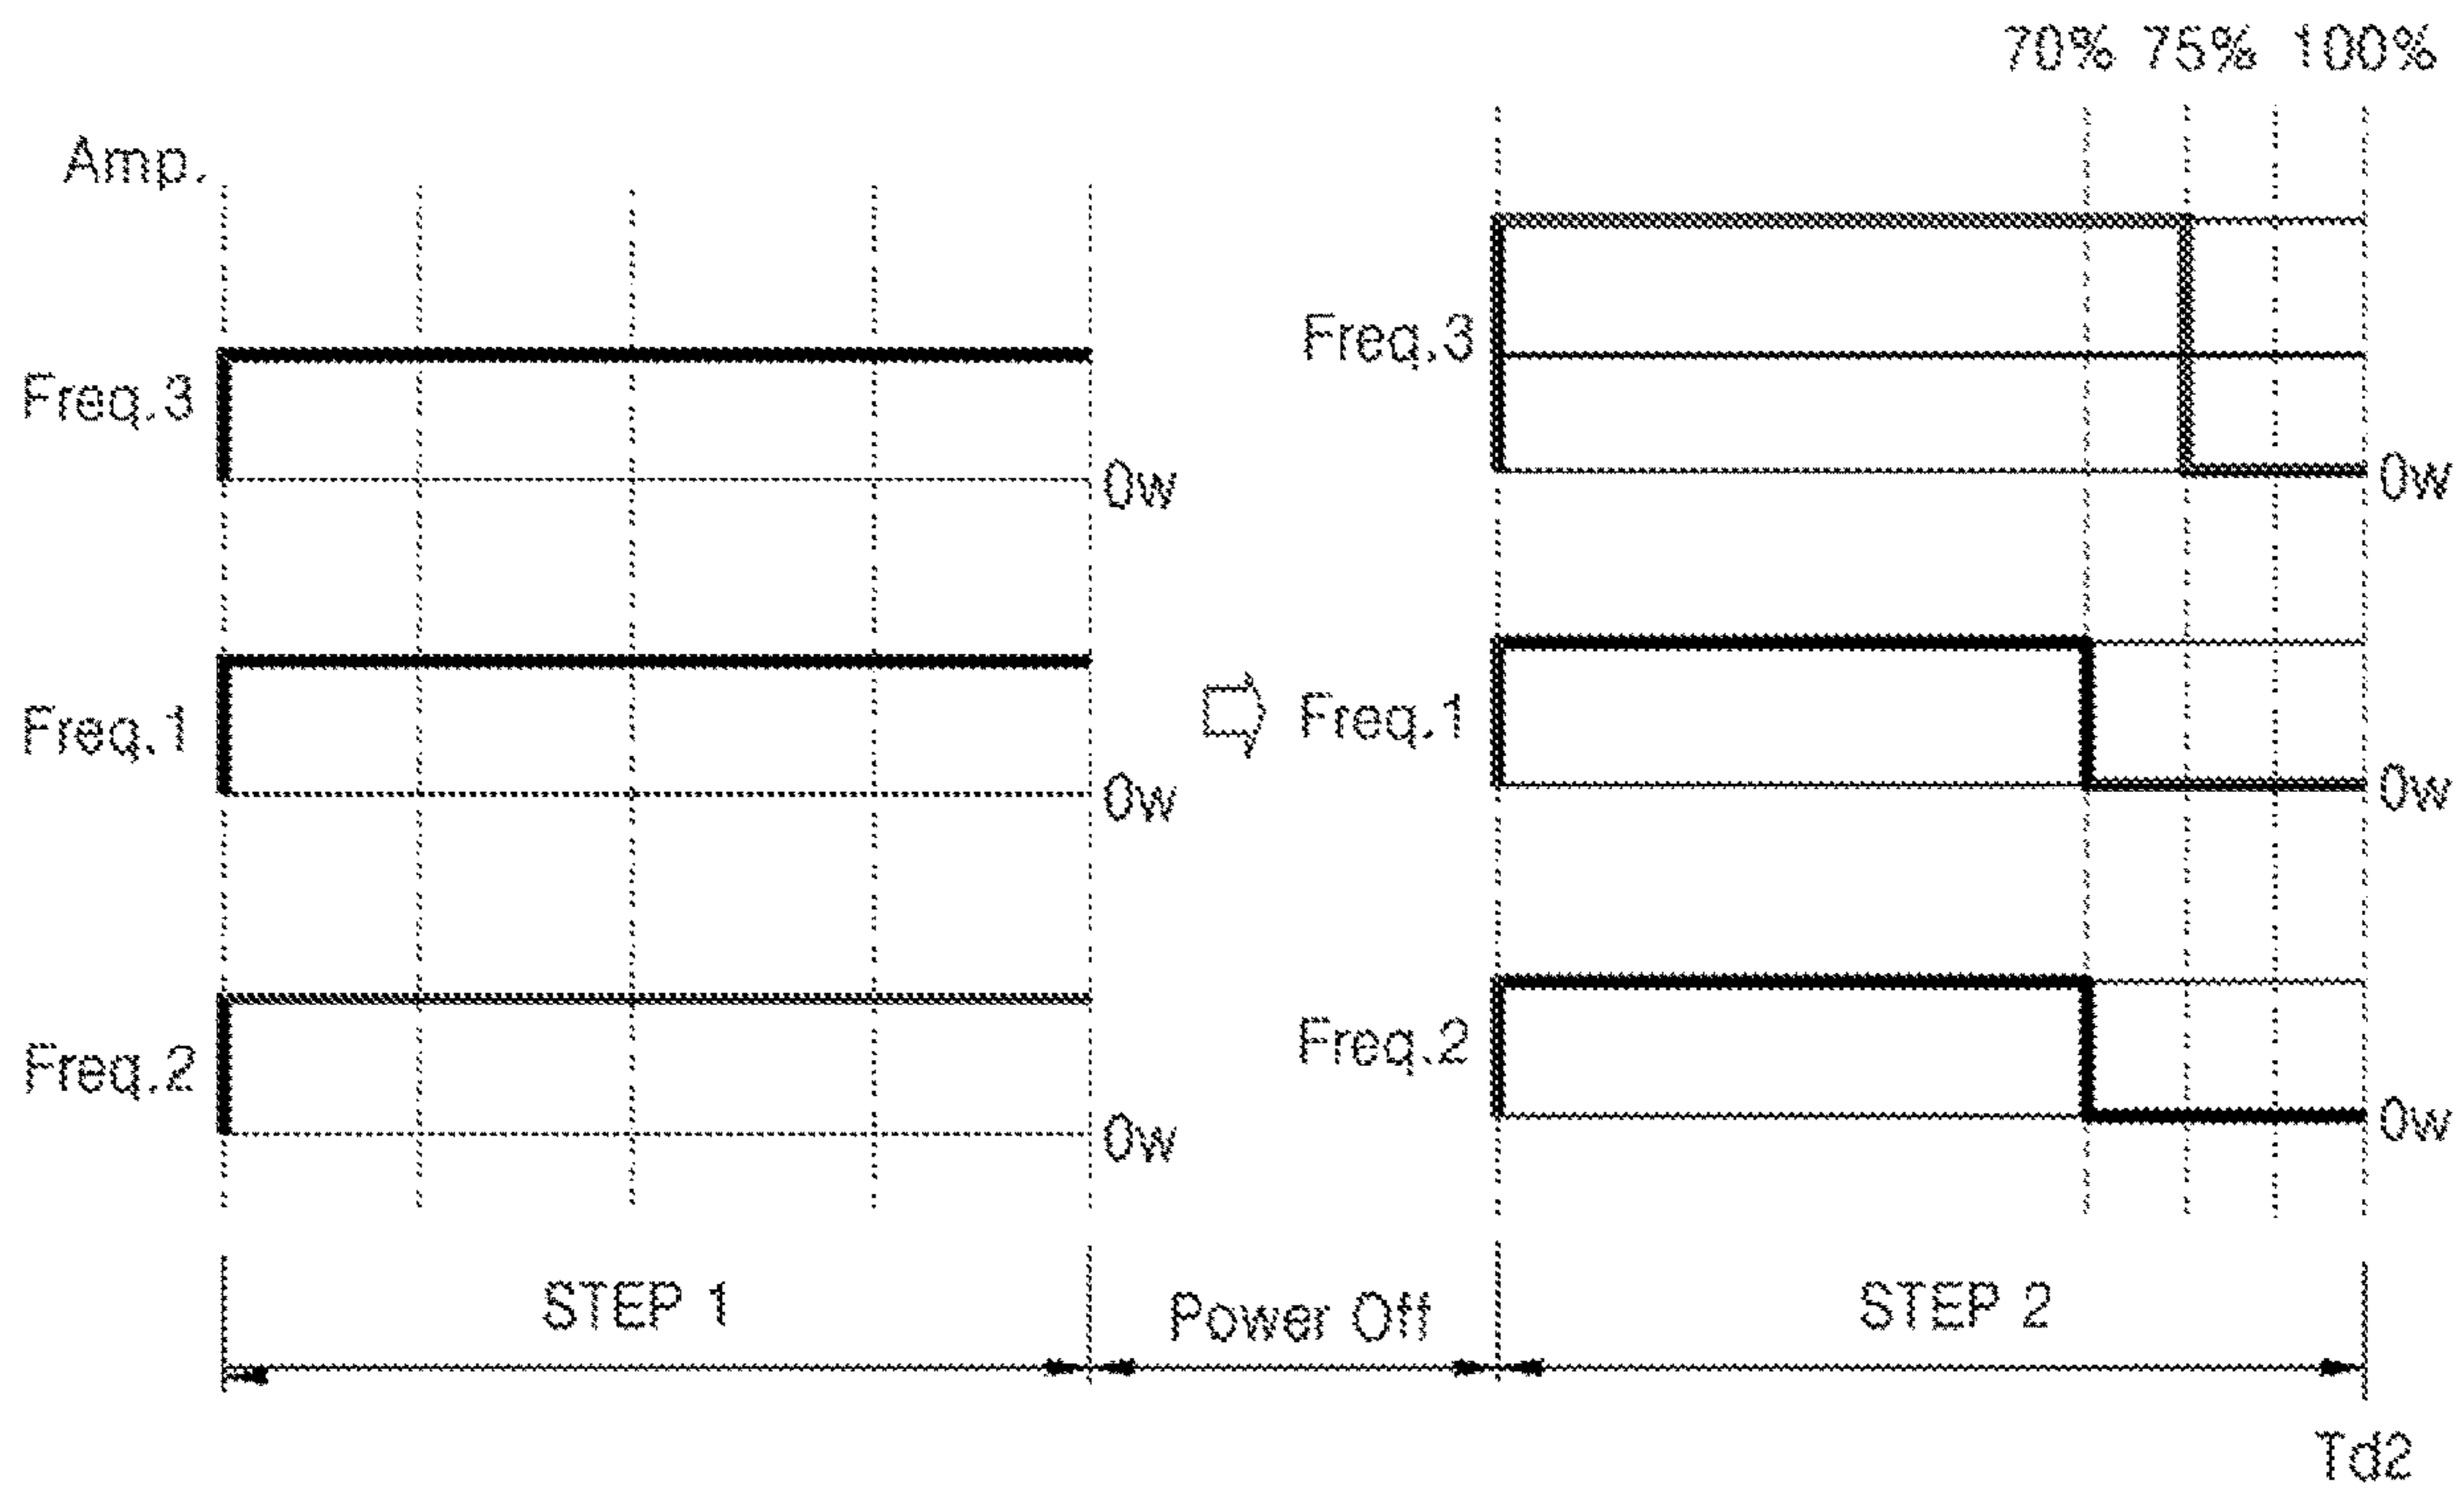 70% 75% 100%
Amp.
Freq.3
0w
Freq.1
0w
Freq.2
0w
Freq.3
0w
Freq.1
0w
Freq.2
0w
STEP 1
Power Off
STEP 2
Td2